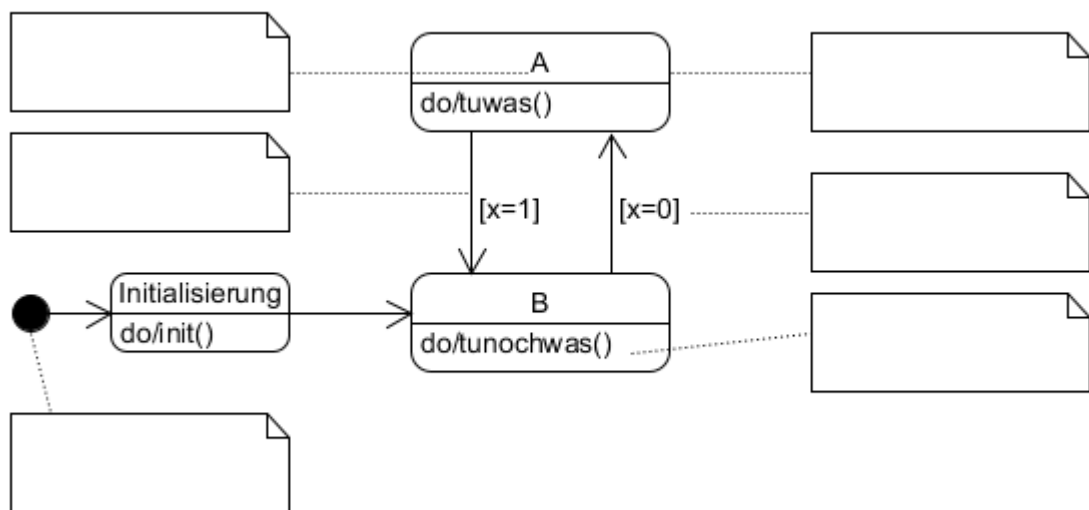 A
do/tuwas()
[x=1]
[x=0]
Initialisierung
do/init()
B
do/tunochwas()